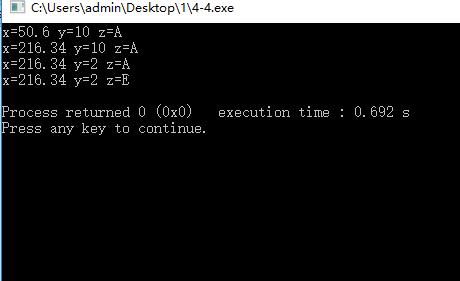 C:\Users\admin\Desktop\1\4-4.exe
x=50.6 y=10 z=A
x=216.34 y=10 z=A
x=216.34 y=2 z=A
x=216.34 y=2 z=E
Process returned 0 (0x0)   execution time : 0.692 s
Press any key to continue.